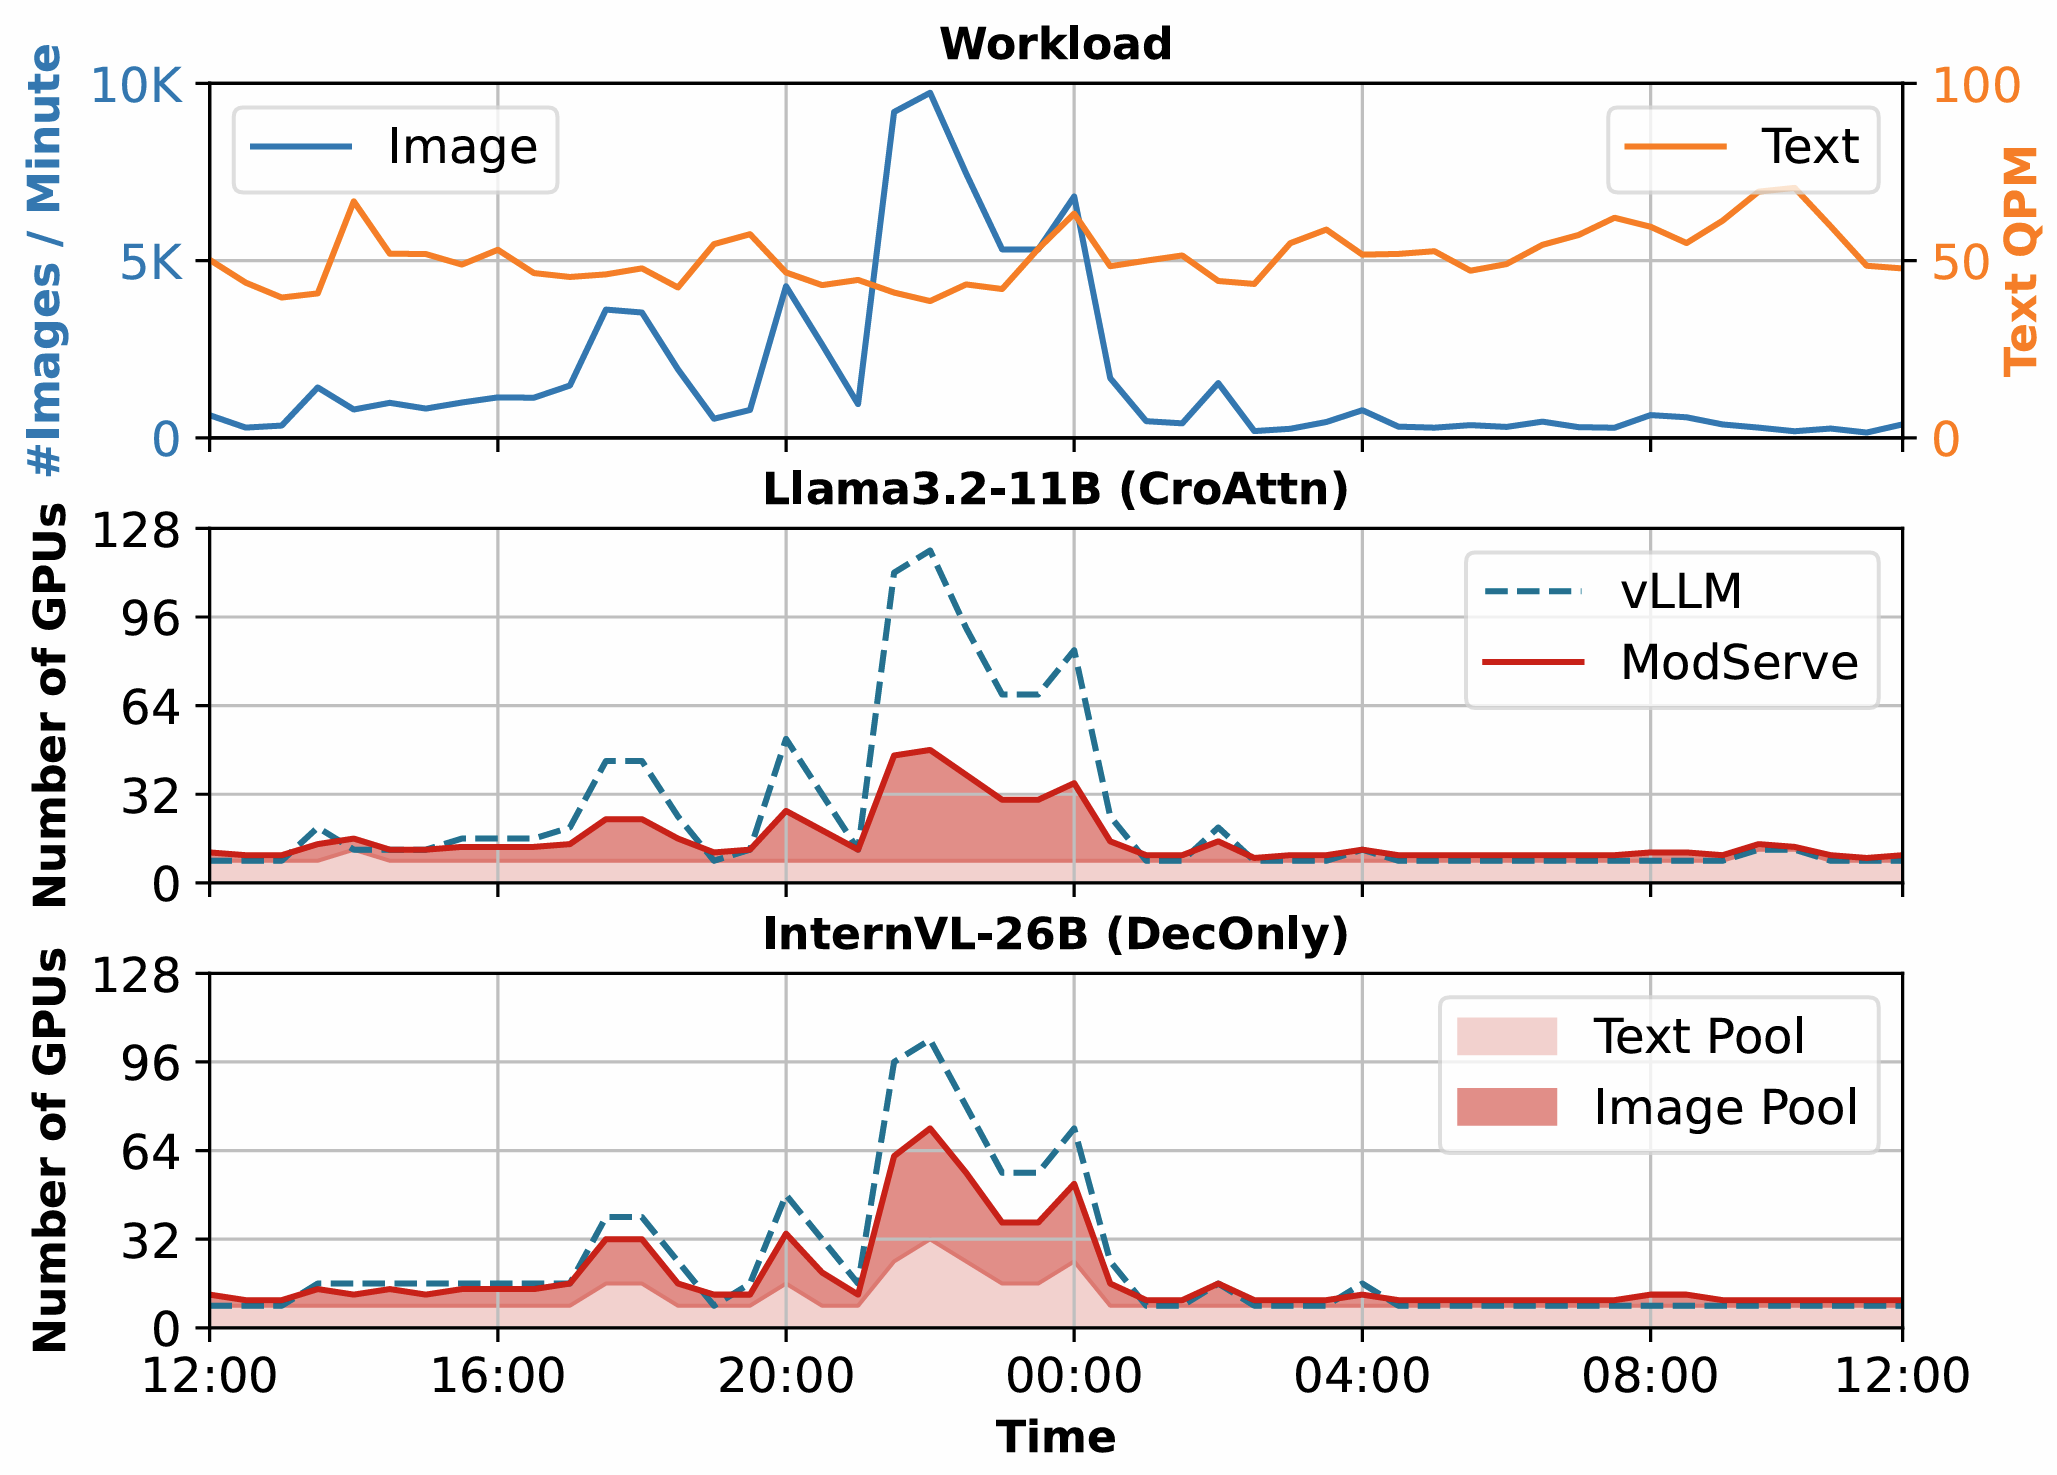 Workload
#Images / Minute
10K
5K
0
Image
Text
100
50
0
Text QPM
Llama3.2-11B (CroAttn)
Number of GPUs
128
96
64
32
0
vLLM
ModServe
InternVL-26B (DecOnly)
Number of GPUs
128
96
64
32
0
Text Pool
Image Pool
12:00 16:00 20:00 00:00 04:00 08:00 12:00
Time